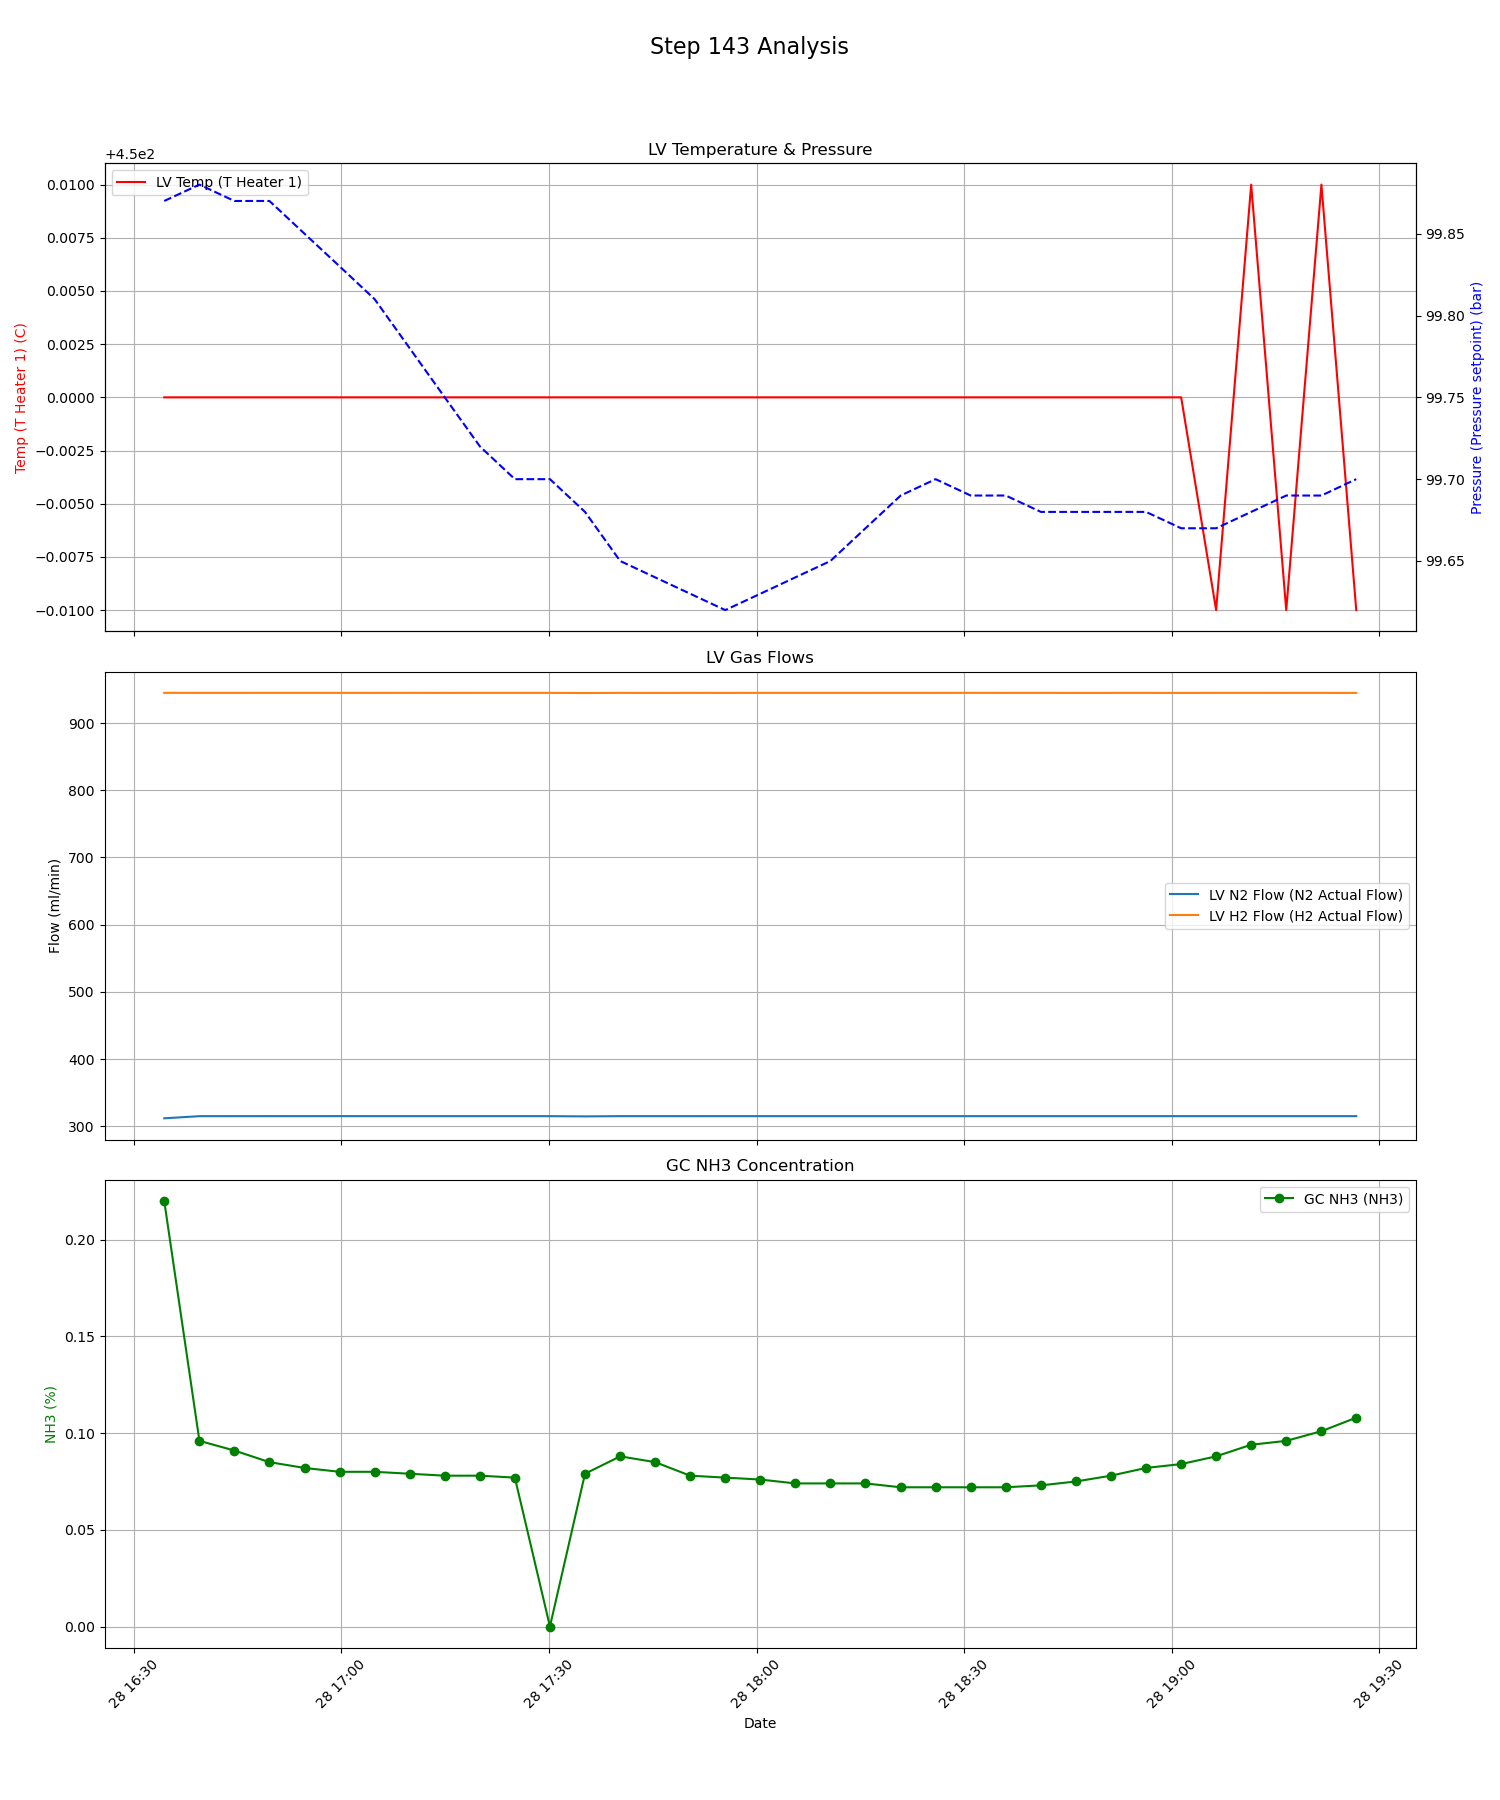 Step 143 Analysis
LV Temperature & Pressure
+4.5e2
LV Temp (T Heater 1)
0.0100
0.0075
0.0050
0.0025
0.0000
−0.0025
−0.0050
−0.0075
−0.0100
Temp (T Heater 1) (C)
99.85
99.80
99.75
99.70
99.65
Pressure (Pressure setpoint) (bar)
LV Gas Flows
900
800
700
600
500
400
300
Flow (ml/min)
LV N2 Flow (N2 Actual Flow)
LV H2 Flow (H2 Actual Flow)
GC NH3 Concentration
GC NH3 (NH3)
0.20
0.15
0.10
0.05
0.00
NH3 (%)
28 16:30
28 17:00
28 17:30
28 18:00
28 18:30
28 19:00
28 19:30
Date